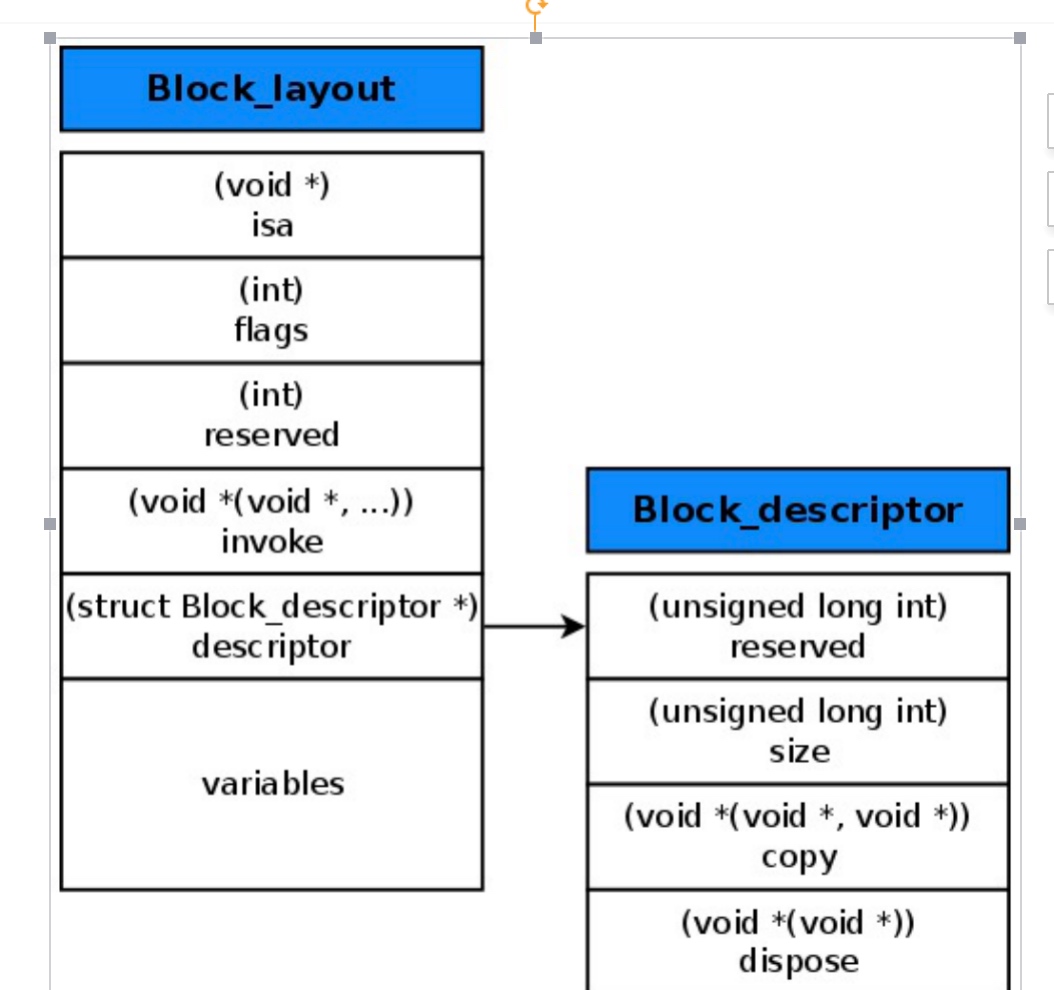 Block_layout
(void *)
isa
(int)
flags
(int)
reserved
(void *(void *, ...))
invoke
(struct Block_descriptor *)
descriptor
variables
Block_descriptor
(unsigned long int)
reserved
(unsigned long int)
size
(void *(void *, void *))
copy
(void *(void *))
dispose